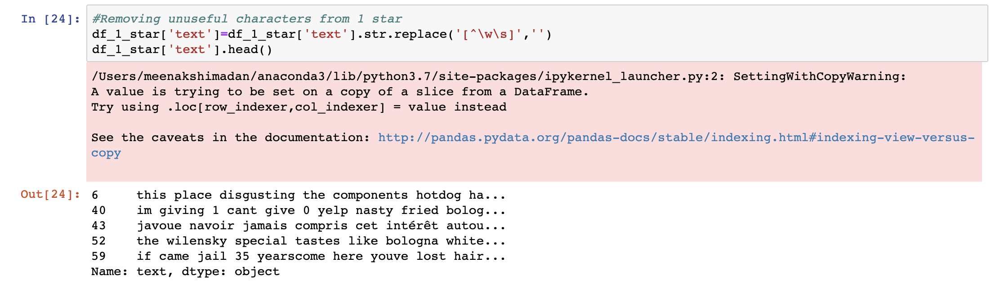 In [24]: #Removing unuseful characters from 1 star
df_1_star['text']=df_1_star['text'].str.replace('[^\w\s]','')
df_1_star['text'].head()
/Users/meenakshimadan/anaconda3/lib/python3.7/site-packages/ipykernel_launcher.py:2: SettingWithCopyWarning:
A value is trying to be set on a copy of a slice from a DataFrame.
Try using .loc[row_indexer,col_indexer] = value instead
See the caveats in the documentation: http://pandas.pydata.org/pandas-docs/stable/indexing.html#indexing-view-versus-
copy
Out[24]: 6 this place disgusting the components hotdog ha...
40 im giving 1 cant give 0 yelp nasty fried bolog...
43 javoue navoir jamais compris cet intérêt autou...
52 the wilensky special tastes like bologna white...
59 if came jail 35 yearscome here youve lost hair...
Name: text, dtype: object